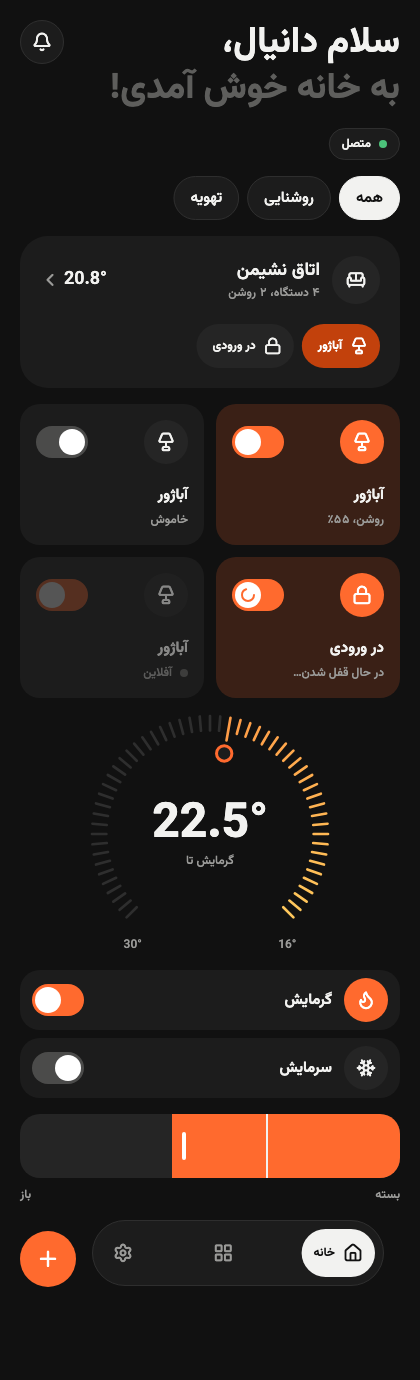 سلام دانیال،
به خانه خوش آمدی!
متصل
همه
روشنایی
تهویه
اتاق نشیمن
20.8°
۴ دستگاه، ۲ روشن
آباژور
در ورودی
آباژور
روشن، ۵۵٪
آباژور
خاموش
در ورودی
در حال قفل شدن…
آباژور
آفلاین
22.5°
گرمایش تا
16°
30°
گرمایش
سرمایش
بسته
باز
خانه